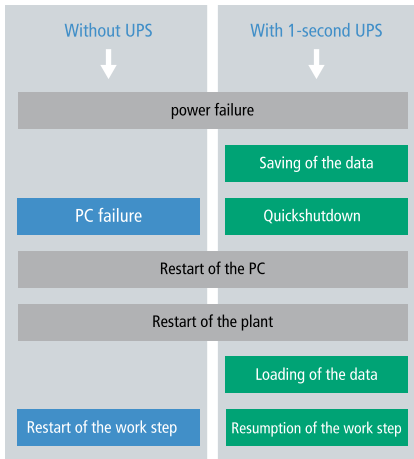 Without UPS
With 1-second UPS
power failure
Saving of the data
PC failure
Quickshutdown
Restart of the PC
Restart of the plant
Loading of the data
Restart of the work step
Resumption of the work step